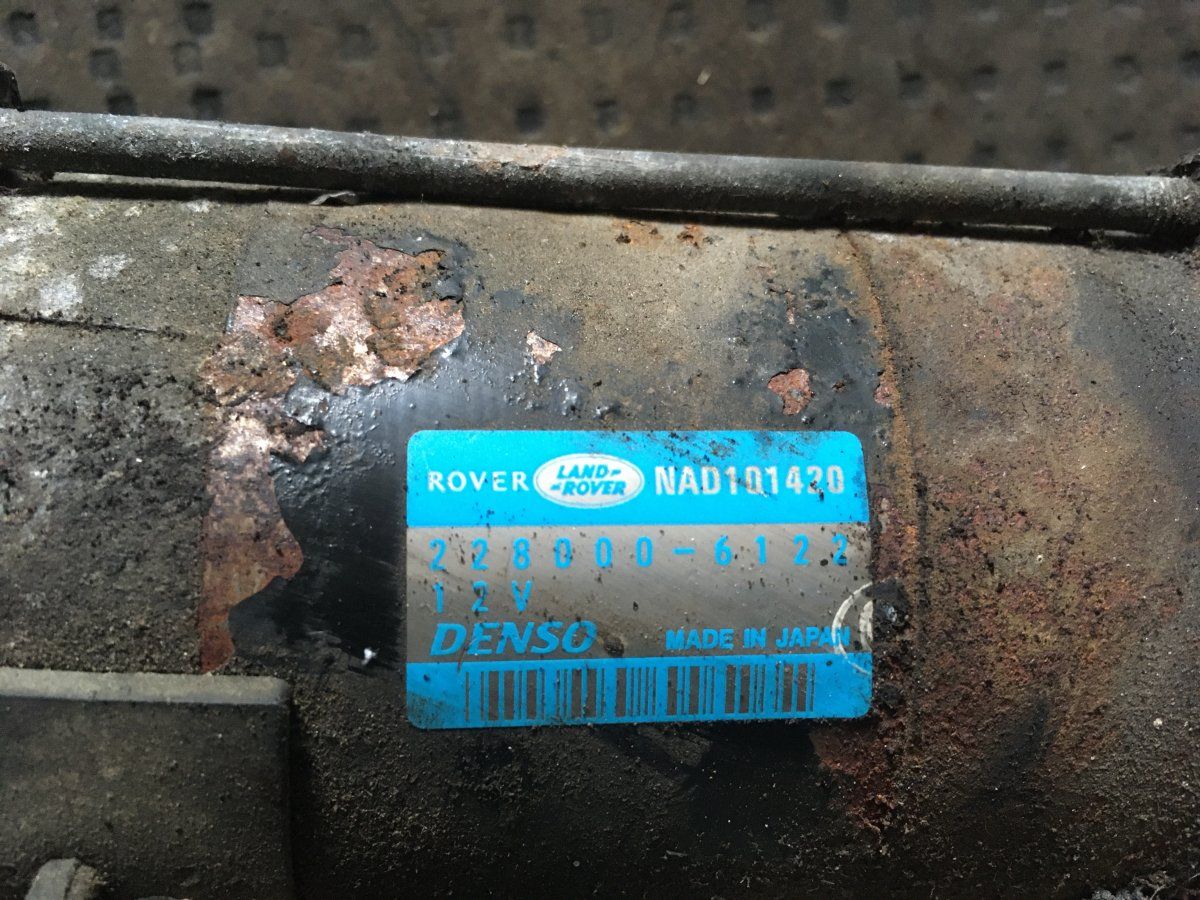 ROVER LAND-ROVER NAD101420
228000-6122
12V
DENSO MADE IN JAPAN